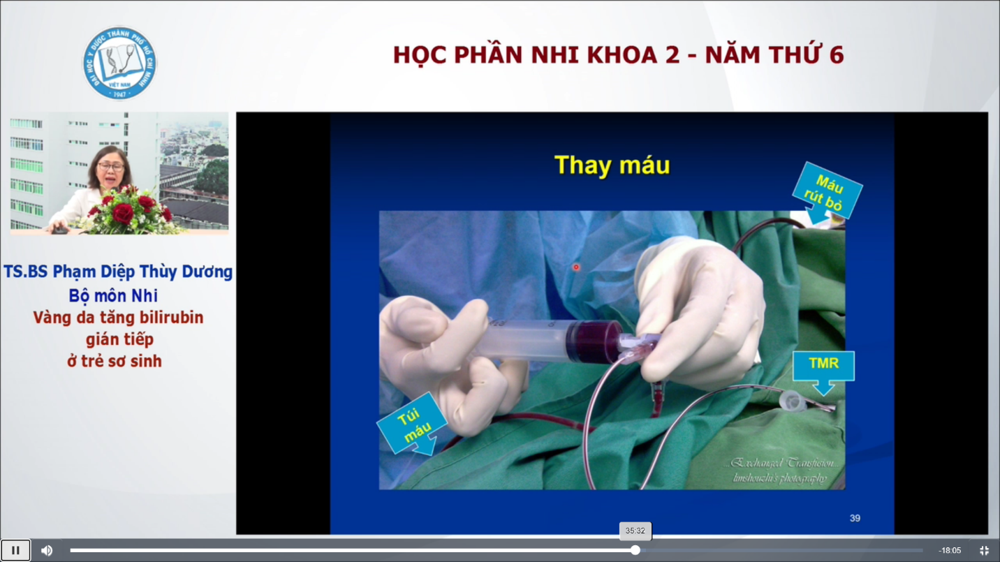 ĐẠI HỌC Y DƯỢC THÀNH PHỐ HỒ CHÍ MINH
VIỆT NAM
1947
HỌC PHẦN NHI KHOA 2 - NĂM THỨ 6
TS.BS Phạm Diệp Thùy Dương
Bộ môn Nhi
Vàng da tăng bilirubin
gián tiếp
ở trẻ sơ sinh
Thay máu
Máu
rút bỏ
TMR
Túi
máu
...Exchanged Transfusion...
limshouzhi's photography
39
35:32
-18:05